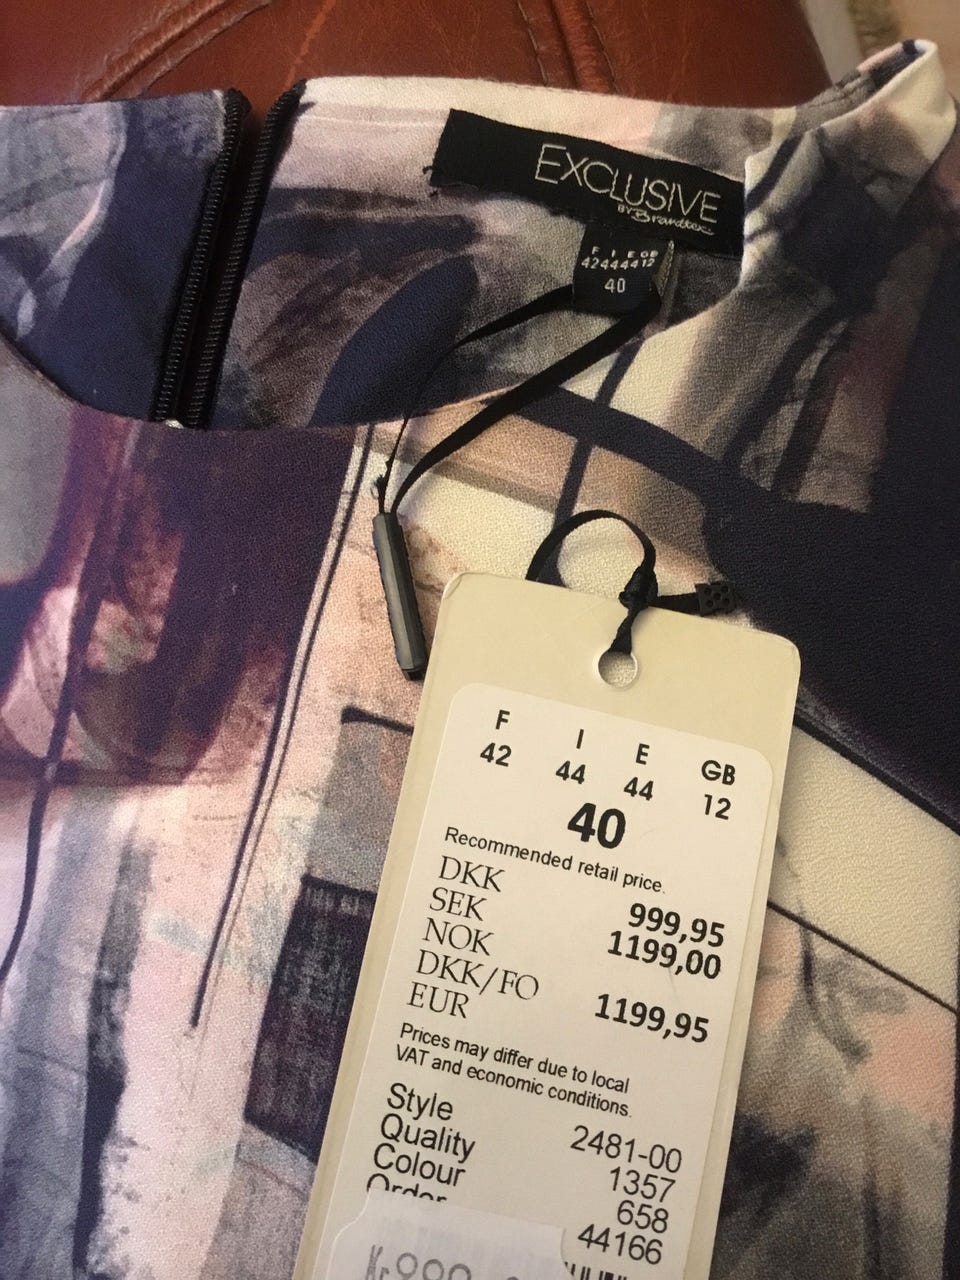 EXCLUSIVE
BY Brandtex
F I E GB
42 44 44 12
40
F I E GB
42 44 44 12
40
Recommended retail price.
DKK 999,95
SEK 1199,00
NOK
DKK/FO 1199,95
EUR
Prices may differ due to local
VAT and economic conditions.
Style 2481-00
Quality 1357
Colour 658
Order 44166
Kr